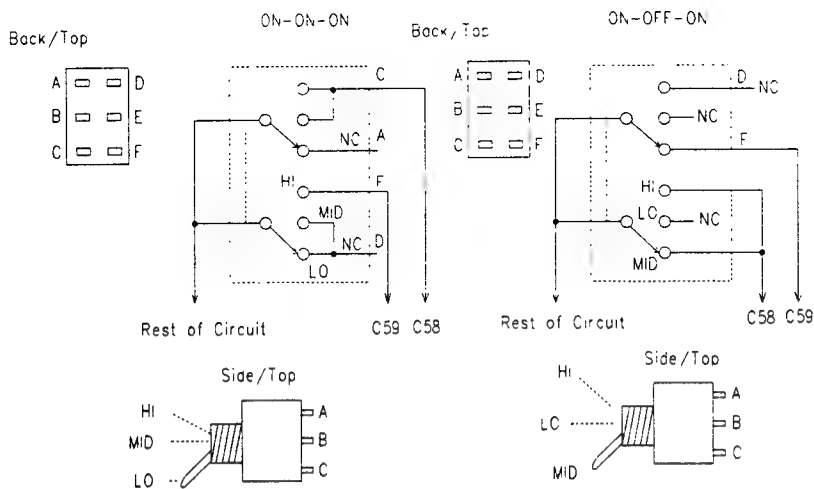 ON-ON-ON
Back/Top
A D
B E
C F
C
NC A
HI F
MID
NC D
LO
Rest of Circuit
C59 C58
Side/Top
HI
MID
LO
A
B
C
ON-OFF-ON
Back/Top
A D
B E
C F
D NC
NC
F
HI
LO NC
MID
Rest of Circuit
C58 C59
Side/Top
HI
LO
MID
A
B
C